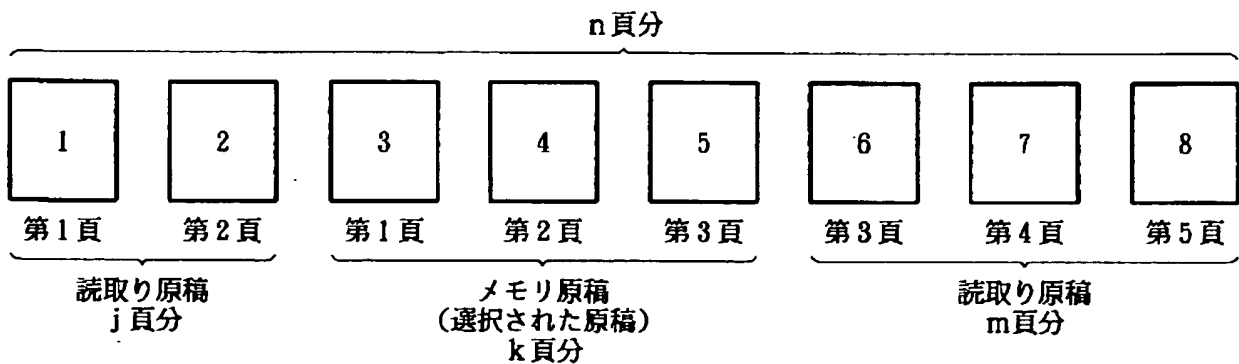 n頁分
1 2 3 4 5 6 7 8
第1頁 第2頁 第1頁 第2頁 第3頁 第3頁 第4頁 第5頁
読取り原稿 メモリ原稿 読取り原稿
j頁分 (選択された原稿) m頁分
k頁分